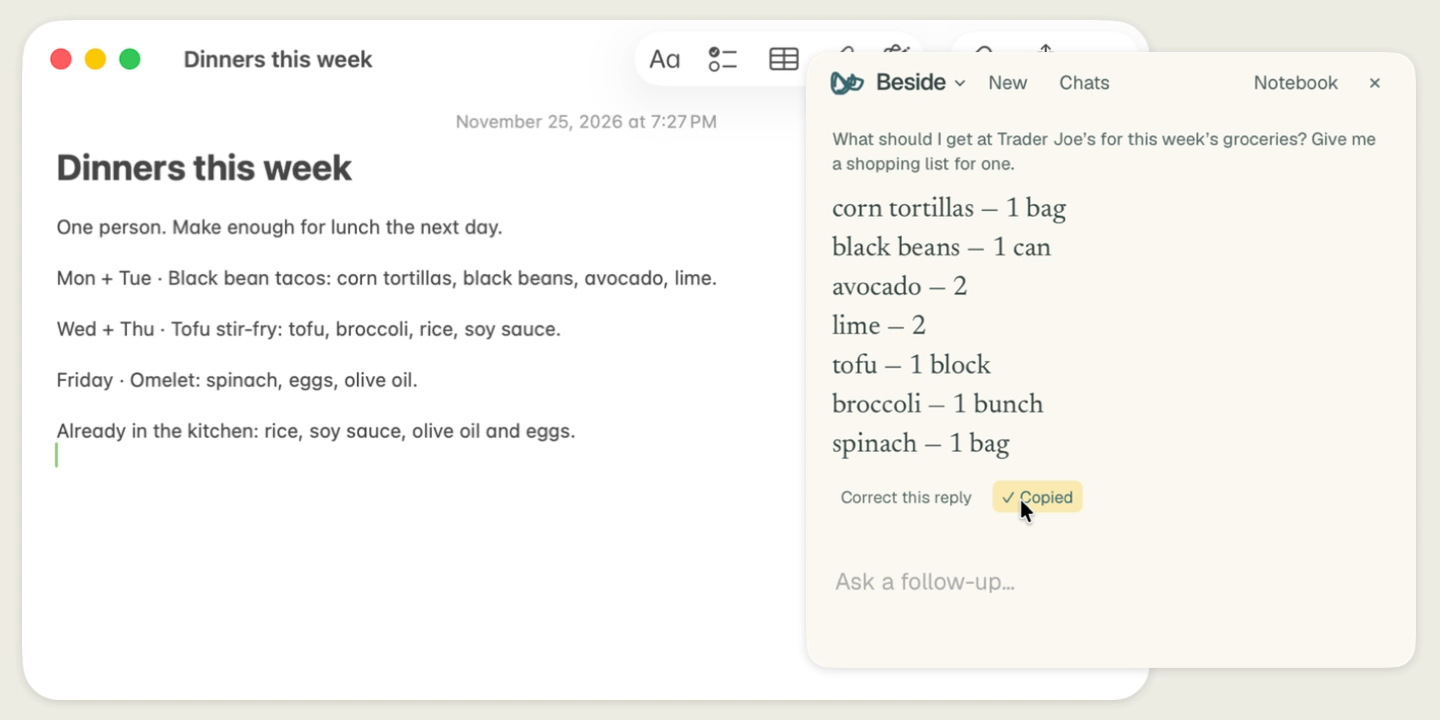 Dinners this week
Aa
November 25, 2026 at 7:27 PM
Dinners this week
One person. Make enough for lunch the next day.
Mon + Tue · Black bean tacos: corn tortillas, black beans, avocado, lime.
Wed + Thu · Tofu stir-fry: tofu, broccoli, rice, soy sauce.
Friday · Omelet: spinach, eggs, olive oil.
Already in the kitchen: rice, soy sauce, olive oil and eggs.
Beside New Chats Notebook ×
What should I get at Trader Joe’s for this week’s groceries? Give me
a shopping list for one.
corn tortillas – 1 bag
black beans – 1 can
avocado – 2
lime – 2
tofu – 1 block
broccoli – 1 bunch
spinach – 1 bag
Correct this reply ✓ Copied
Ask a follow-up…